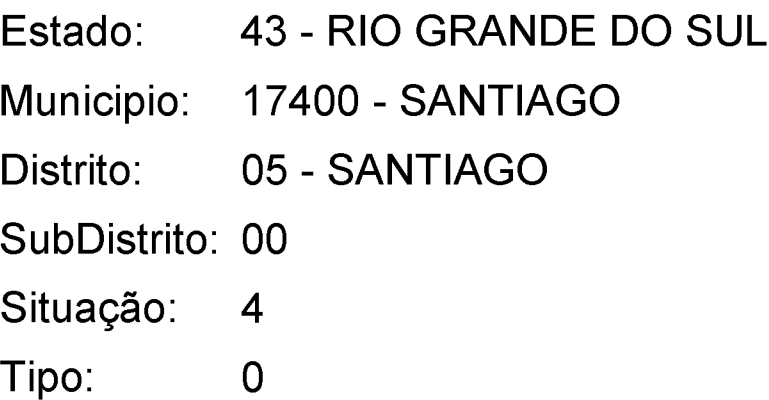 Estado: 43 - RIO GRANDE DO SUL
Municipio: 17400 - SANTIAGO
Distrito: 05 - SANTIAGO
SubDistrito: 00
Situação: 4
Tipo: 0